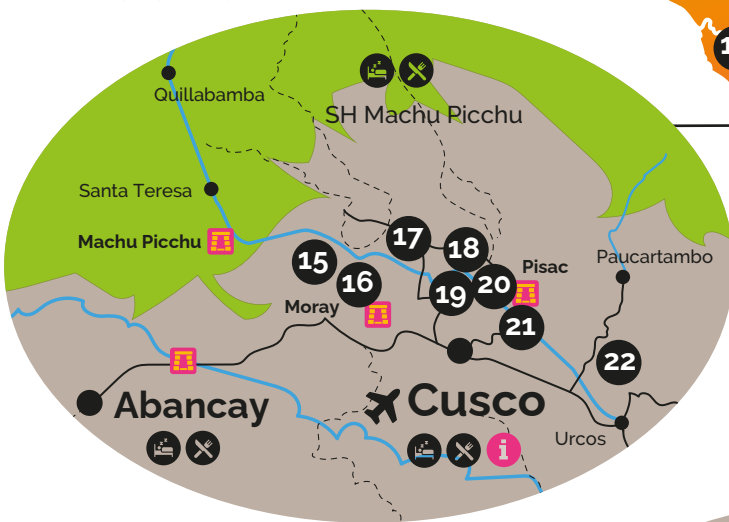 1
Quillabamba
SH Machu Picchu
Santa Teresa
Machu Picchu
17
18
15
16
19
20
Pisac
Paucartambo
Moray
21
22
Abancay
Cusco
i
Urcos